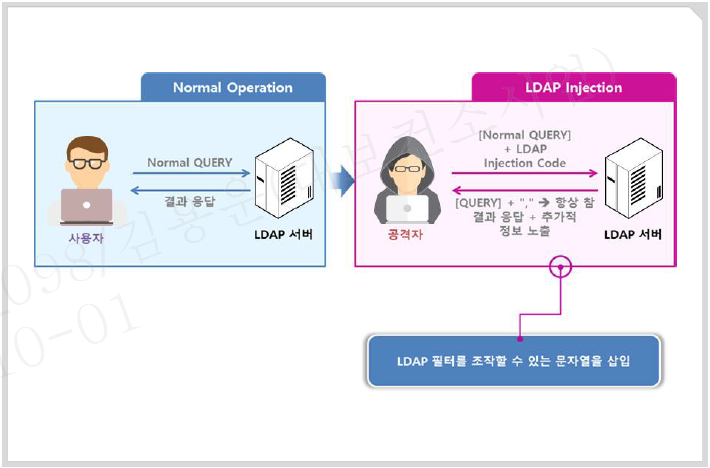 Normal Operation
Normal QUERY
결과 응답
사용자
LDAP 서버
LDAP Injection
[Normal QUERY]
+ LDAP
Injection Code
[QUERY] + "," → 항상 참
결과 응답 + 추가적
정보 노출
공격자
LDAP 서버
LDAP 필터를 조작할 수 있는 문자열을 삽입